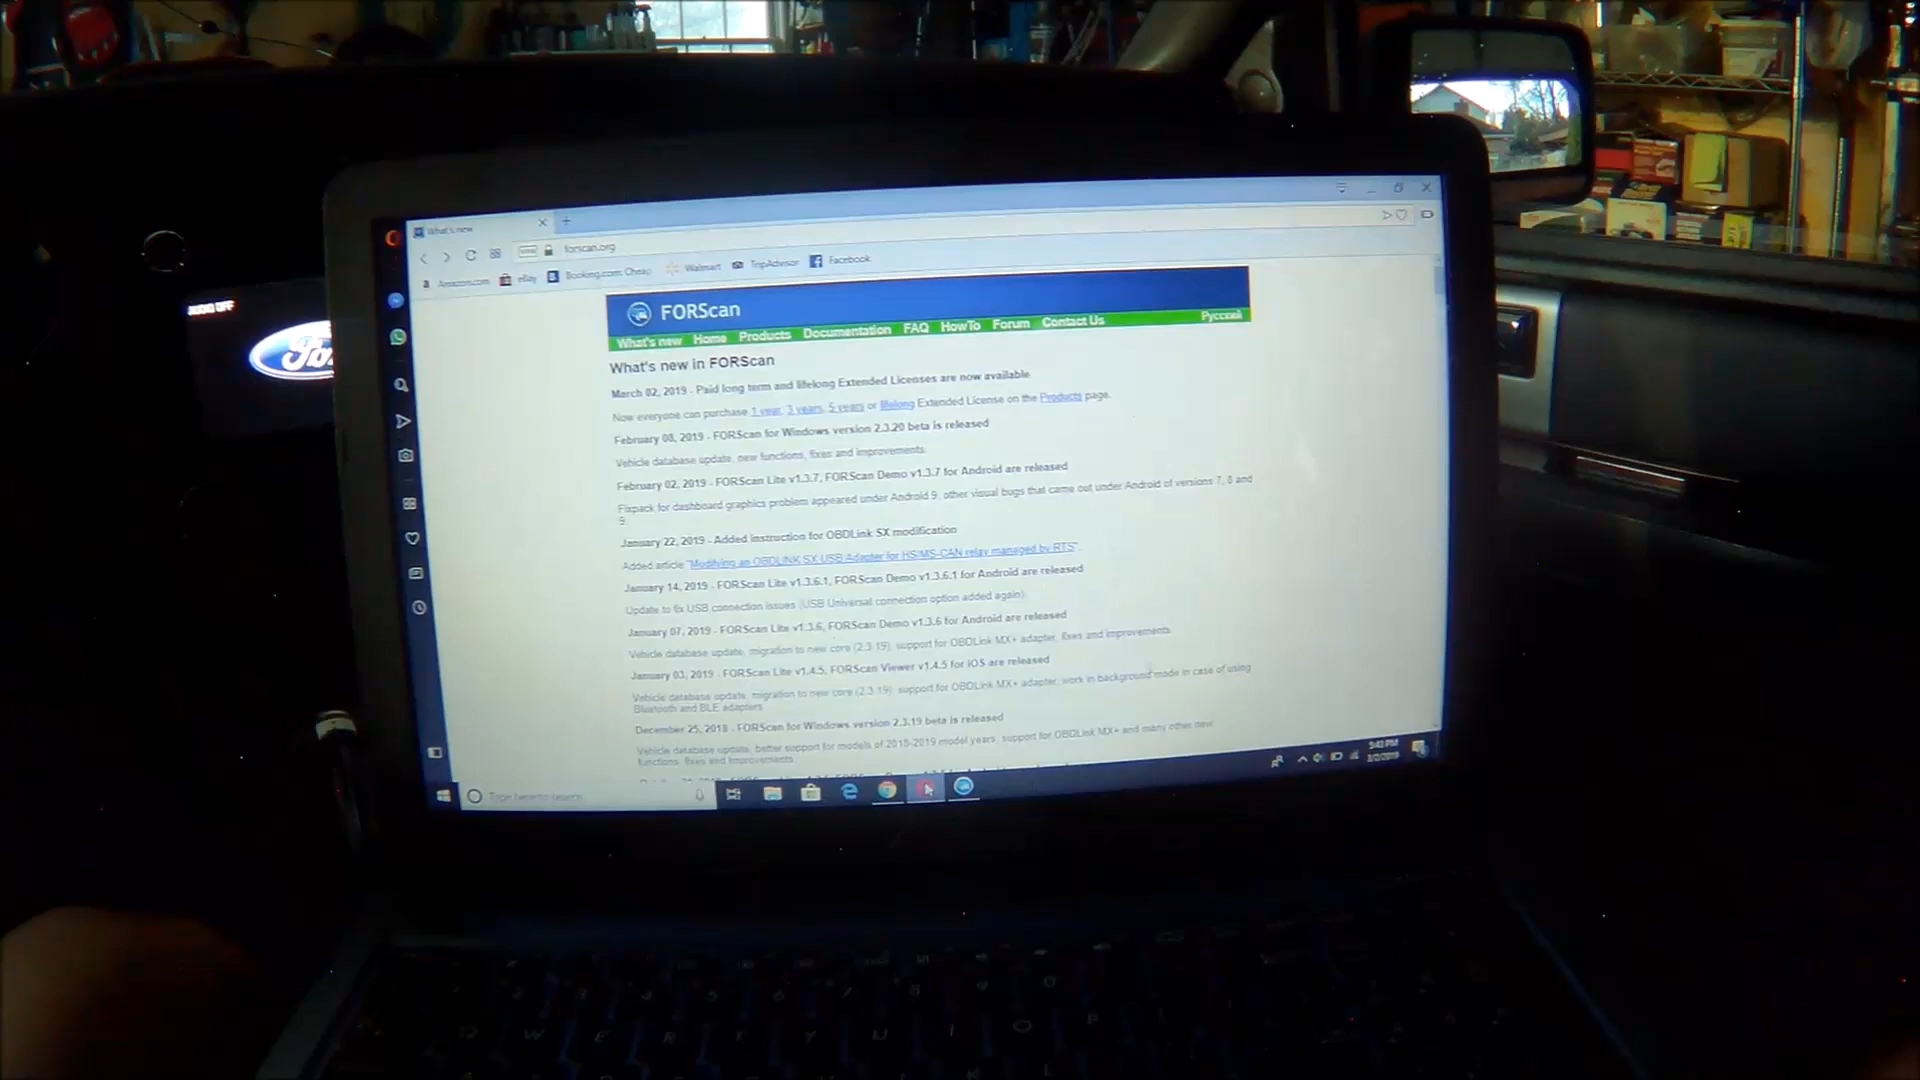 AUDIO OFF
Ford
What's new
forscan.org
Amazon.com eBay Booking.com: Cheap Walmart TripAdvisor Facebook
FORScan
What's new Home Products Documentation FAQ HowTo Forum Contact Us Русский
What's new in FORScan
March 02, 2019 - Paid long term and lifelong Extended Licenses are now available
Now everyone can purchase 1 year, 3 years, 5 years or lifelong Extended License on the Products page.
February 08, 2019 - FORScan for Windows version 2.3.20 beta is released
Vehicle database update, new functions, fixes and improvements.
February 02, 2019 - FORScan Lite v1.3.7, FORScan Demo v1.3.7 for Android are released
Fixpack for dashboard graphics problem appeared under Android 9, other visual bugs that came out under Android of versions 7, 8 and
9.
January 22, 2019 - Added instruction for OBDLink SX modification
Added article "Modifying an OBDLINK SX USB Adapter for HS/MS-CAN relay managed by RTS".
January 14, 2019 - FORScan Lite v1.3.6.1, FORScan Demo v1.3.6.1 for Android are released
Update to fix USB connection issues (USB Universal connection option added again).
January 07, 2019 - FORScan Lite v1.3.6, FORScan Demo v1.3.6 for Android are released
Vehicle database update, migration to new core (2.3.19), support for OBDLink MX+ adapter, fixes and improvements.
January 03, 2019 - FORScan Lite v1.4.5, FORScan Viewer v1.4.5 for iOS are released
Vehicle database update, migration to new core (2.3.19), support for OBDLink MX+ adapter, work in background mode in case of using
Bluetooth and BLE adapters
December 25, 2018 - FORScan for Windows version 2.3.19 beta is released
Vehicle database update, better support for models of 2018-2019 model years, support for OBDLink MX+ and many other new
functions, fixes and improvements.
Type here to search
5:43 PM
3/2/2019
W E R T Y U I O P
K L